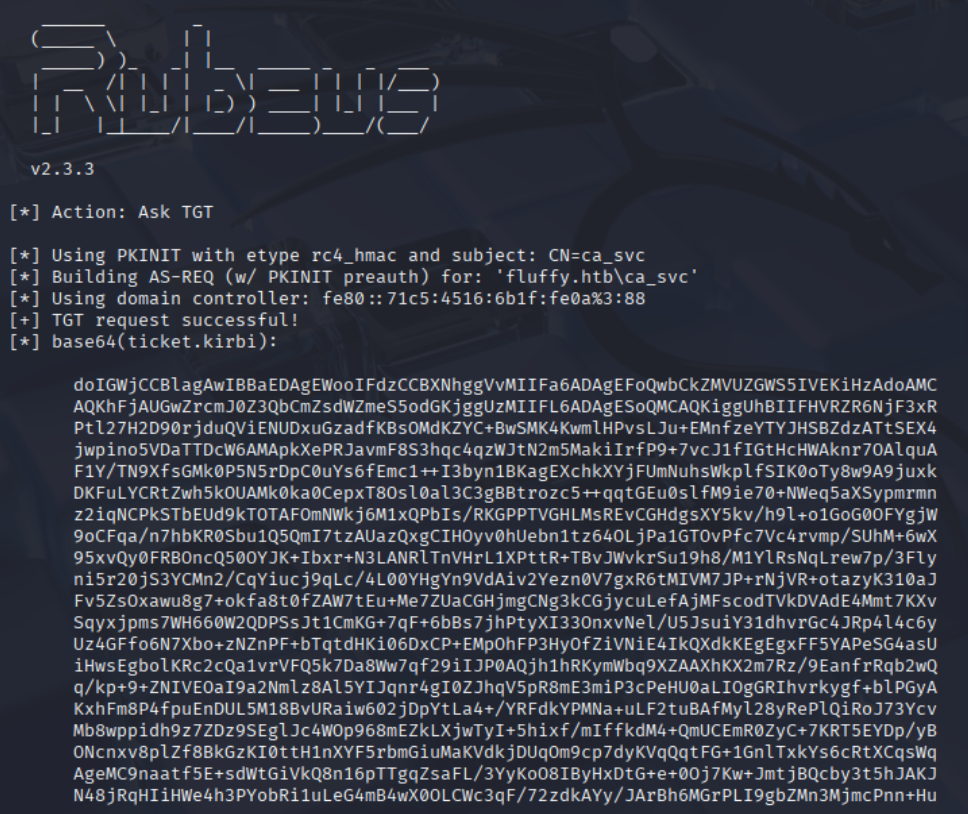 Rubeus
v2.3.3
[*] Action: Ask TGT
[*] Using PKINIT with etype rc4_hmac and subject: CN=ca_svc
[*] Building AS-REQ (w/ PKINIT preauth) for: 'fluffy.htb\ca_svc'
[*] Using domain controller: fe80::71c5:4516:6b1f:fe0a%3:88
[+] TGT request successful!
[*] base64(ticket.kirbi):
doIGWjCCBlagAwIBBaEDAgEWooIFdzCCBXNhggVvMIIFa6ADAgEFoQwbCkZMVUZGWS5IVEKiHzAdoAMC
AQKhFjAUGwZrcmJ0Z3QbCmZsdWZmeS5odGKjggUzMIIFL6ADAgESoQMCAQKiggUhBIIFHVRZR6NjF3xR
Ptl27H2D90rjduQViENUDxuGzadfKBsOMdKZYC+BwSMK4KwmlHPvsLJu+EMnfzeYTYJHSBZdzATtSEX4
jwpino5VDaTTDcW6AMApkXePRJavmF8S3hqc4qzWJtN2m5MakiIrfP9+7vcJ1fIGtHcHWAknr7OAlquA
F1Y/TN9XfsGMk0P5N5rDpC0uYs6fEmc1++I3byn1BKagEXchkXYjFUmNuhsWkplfSIK0oTy8w9A9juxk
DKFuLYCRtZwh5kOUAMk0ka0CepxT8Osl0al3C3gBBtrozc5++qqtGEu0slfM9ie70+NWeq5aXSypmrmn
z2iqNCPkSTbEUd9kTOTAFOmNWkj6M1xQPbIs/RKGPPTVGHLMsREvCGHdgsXY5kv/h9l+o1GoG0OFYgjW
9oCFqa/n7hbKR0Sbu1Q5QmI7tzAUazQxgCIHOyv0hUebn1tz64OLjPa1GTOvPfc7Vc4rvmp/SUhM+6wX
95xvQy0FRBOncQ50OYJK+Ibxr+N3LANRlTnVHrL1XPttR+TBvJWvkrSu19h8/M1YlRsNqLrew7p/3Fly
ni5r20jS3YCMn2/CqYiucj9qLc/4L00YHgYn9VdAiv2Yezn0V7gxR6tMIVM7JP+rNjVR+otazyK310aJ
Fv5ZsOxawu8g7+okfa8t0fZAW7tEu+Me7ZUaCGHjmgCNg3kCGjycuLefAjMFscodTVkDVAdE4Mmt7KXv
Sqyxjpms7WH660W2QDPSsJt1CmKG+7qF+6bBs7jhPtyXI33OnxvNel/U5JsuiY31dhvrGc4JRp4l4c6y
Uz4GFfo6N7Xbo+zNZnPF+bTqtdHKi06DxCP+EMpOhFP3HyOfZiVNiE4IkQXdkKEgEgxFF5YAPeSG4asU
iHwsEgbolKRc2cQa1vrVFQ5k7Da8Ww7qf29iIJP0AQjh1hRKymWbq9XZAAXhKX2m7Rz/9EanfrRqb2wQ
q/kp+9+ZNIVEOaI9a2Nmlz8Al5YIJqnr4gI0ZJhqV5pR8mE3miP3cPeHU0aLIOgGRIhvrkygf+blPGyA
KxhFm8P4fpuEnDUL5M18BvURaiw602jDpYtLa4+/YRFdkYPMNa+uLF2tuBAfMyl28yRePlQiRoJ73Ycv
Mb8wppidh9z7ZDz9SEglJc4WOp968mEZkLXjwTyI+5hixf/mIffkdM4+QmUCEmR0ZyC+7KRT5EYDp/yB
ONcnxv8plZf8BkGzKI0ttH1nXYF5rbmGiuMaKVdkjDUqOm9cp7dyKVqQqtFG+1GnlTxkYs6cRtXCqsWq
AgeMC9naatf5E+sdWtGiVkQ8n16pTTgqZsaFL/3YyKoO8IByHxDtG+e+0Oj7Kw+JmtjBQcby3t5hJAKJ
N48jRqHIiHWe4h3PYobRi1uLeG4mB4wX0OLCWc3qF/72zdkAYy/JArBh6MGrPLI9gbZMn3MjmcPnn+Hu